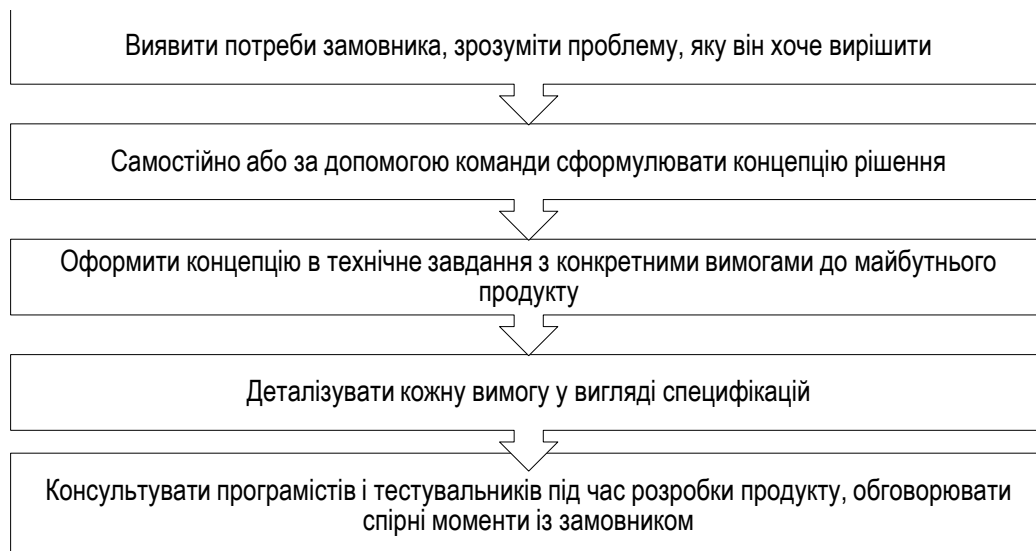 Виявити потреби замовника, зрозуміти проблему, яку він хоче вирішити
Самостійно або за допомогою команди сформулювати концепцію рішення
Оформити концепцію в технічне завдання з конкретними вимогами до майбутнього
продукту
Деталізувати кожну вимогу у вигляді специфікацій
Консультувати програмістів і тестувальників під час розробки продукту, обговорювати
спірні моменти із замовником